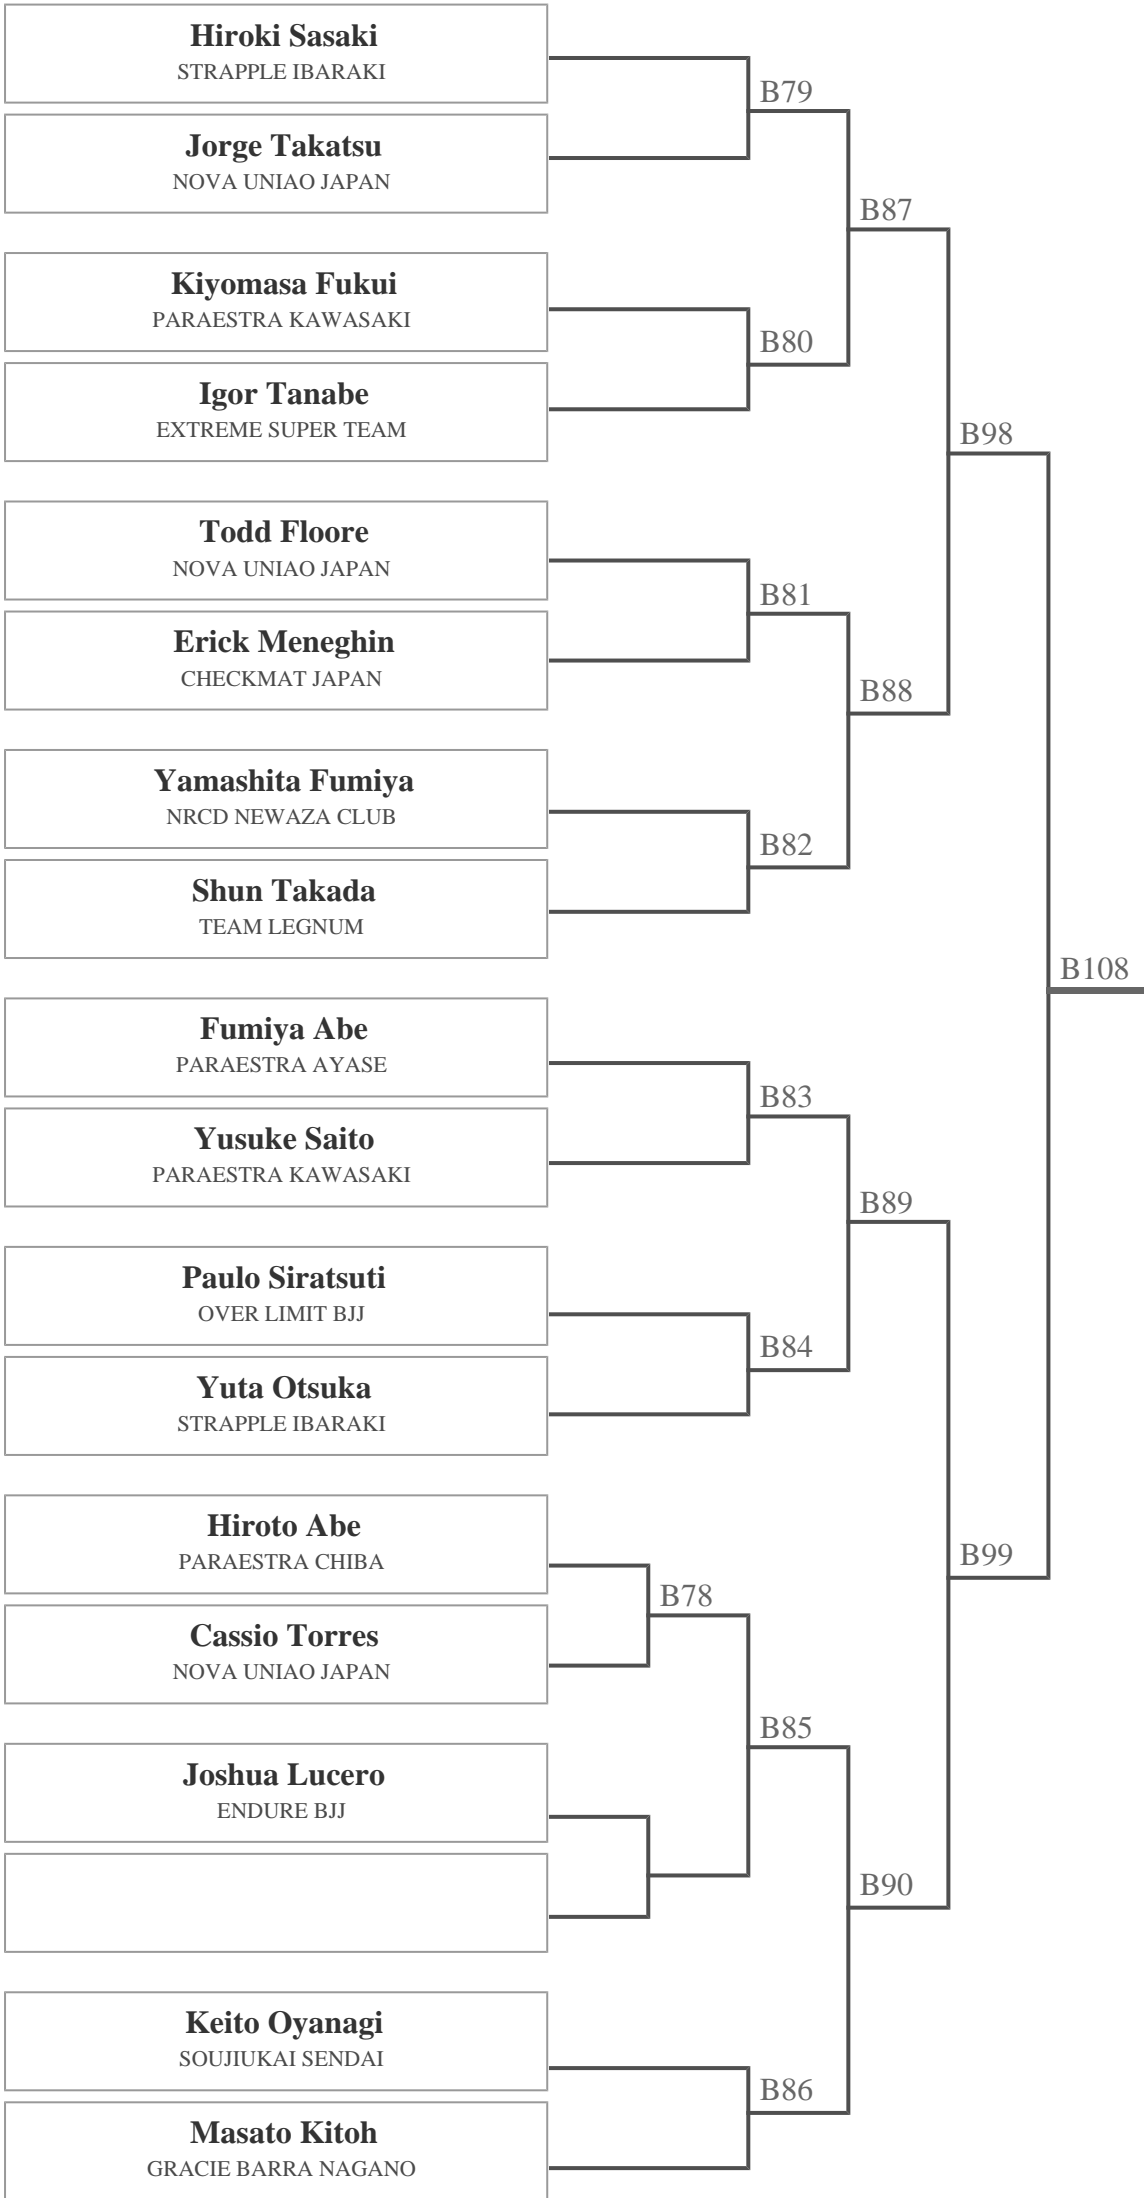 Hiroki Sasaki
STRAPPLE IBARAKI
B79
Jorge Takatsu
NOVA UNIAO JAPAN
B87
Kiyomasa Fukui
PARAESTRA KAWASAKI
B80
Igor Tanabe
EXTREME SUPER TEAM
B98
Todd Floore
NOVA UNIAO JAPAN
B81
Erick Meneghin
CHECKMAT JAPAN
B88
Yamashita Fumiya
NRCD NEWAZA CLUB
B82
Shun Takada
TEAM LEGNUM
B108
Fumiya Abe
PARAESTRA AYASE
B83
Yusuke Saito
PARAESTRA KAWASAKI
B89
Paulo Siratsuti
OVER LIMIT BJJ
B84
Yuta Otsuka
STRAPPLE IBARAKI
Hiroto Abe
PARAESTRA CHIBA
B99
B78
Cassio Torres
NOVA UNIAO JAPAN
B85
Joshua Lucero
ENDURE BJJ
B90
Keito Oyanagi
SOUJIUKAI SENDAI
B86
Masato Kitoh
GRACIE BARRA NAGANO